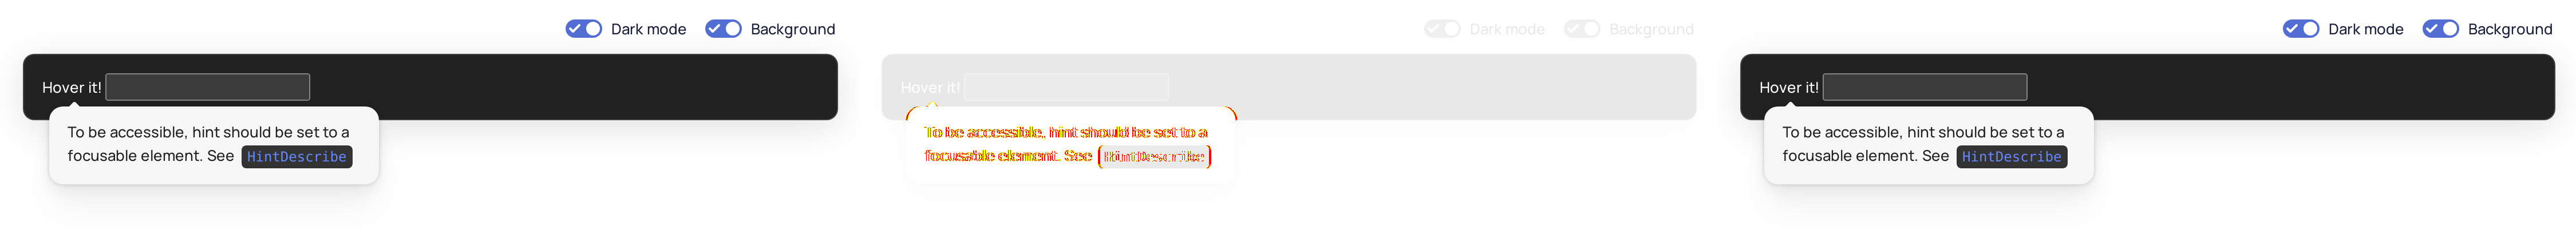 Dark mode Background
Hover it!
To be accessible, hint should be set to a
focusable element. See HintDescribe
Dark mode Background
Hover it!
To be accessible, hint should be set to a
focusable element. See HintDescribe
Dark mode Background
Hover it!
To be accessible, hint should be set to a
focusable element. See HintDescribe